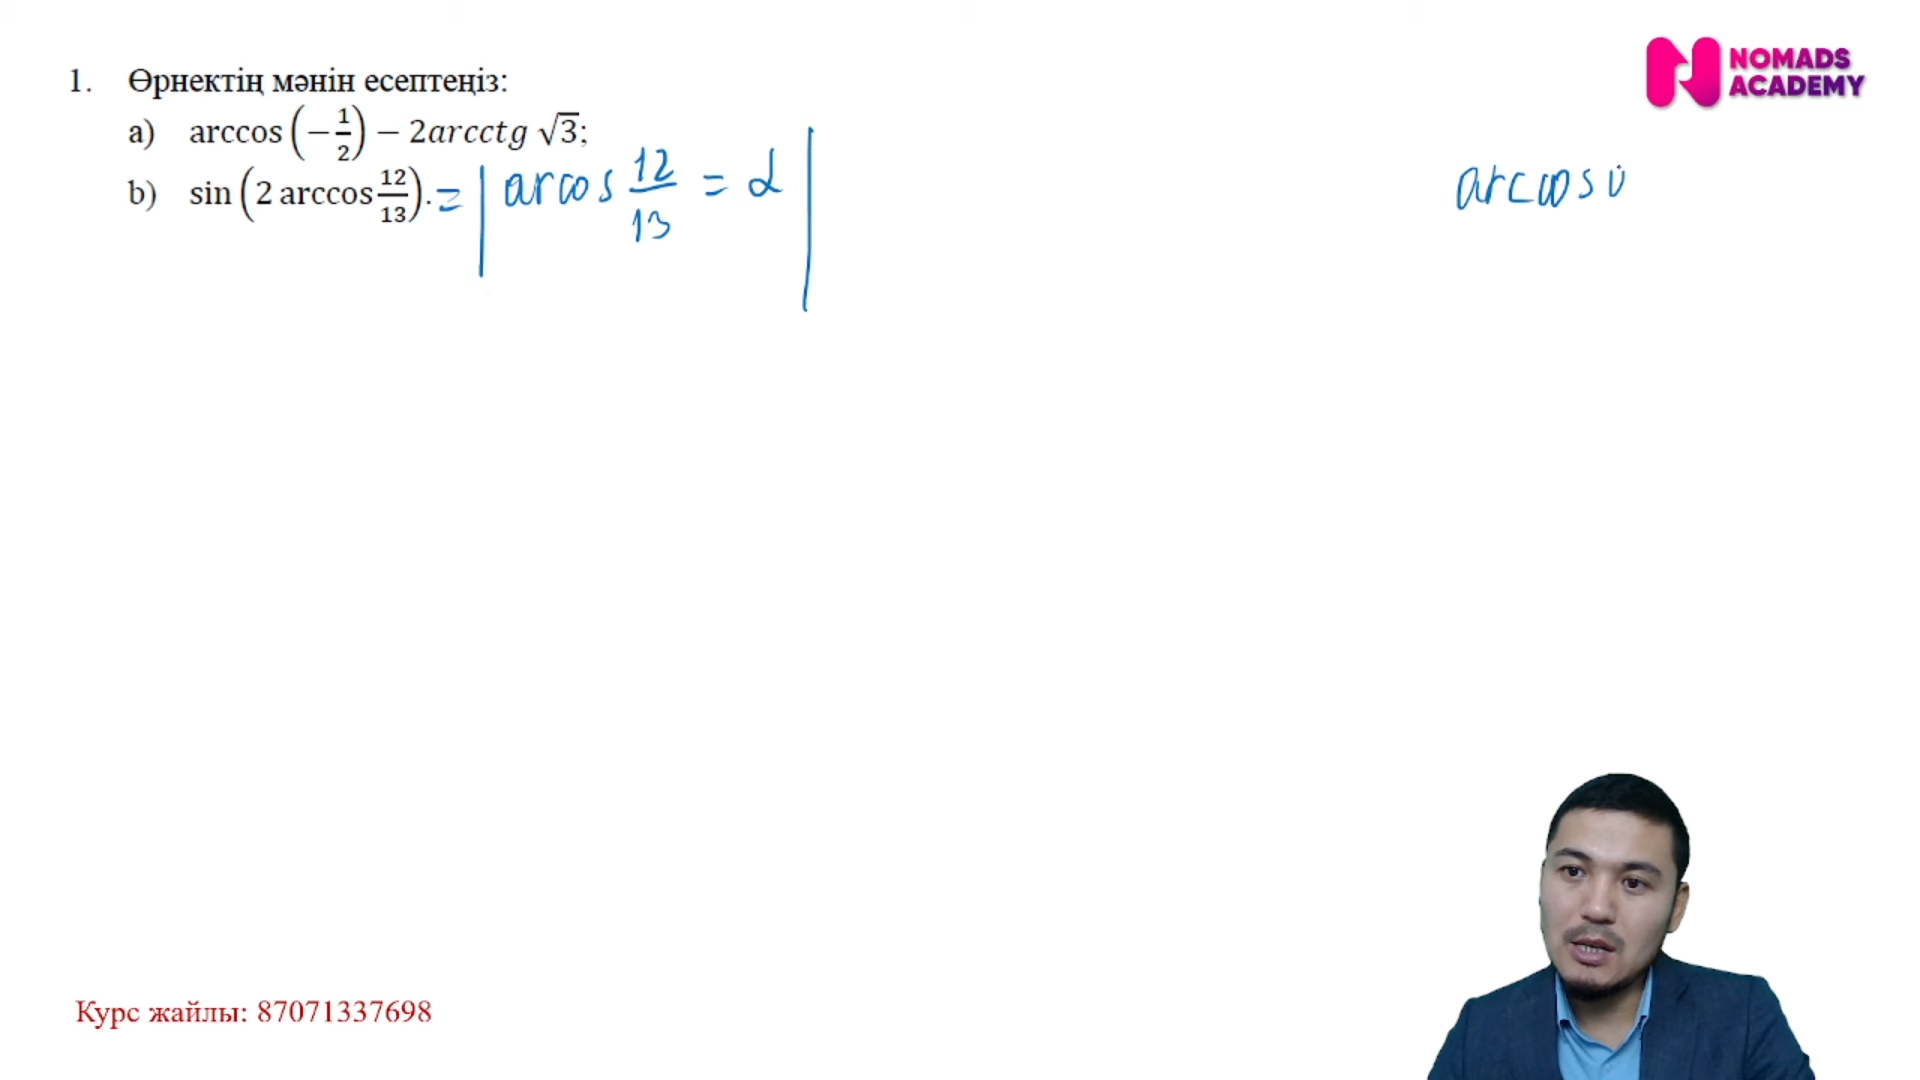 NOMADS
ACADEMY
1. Өрнектің мәнін есептеңіз:
a) arccos (−1/2) − 2arcctg √3;
b) sin (2 arccos 12/13). = | arcos 12/13 = α |
arccos
Курс жайлы: 87071337698